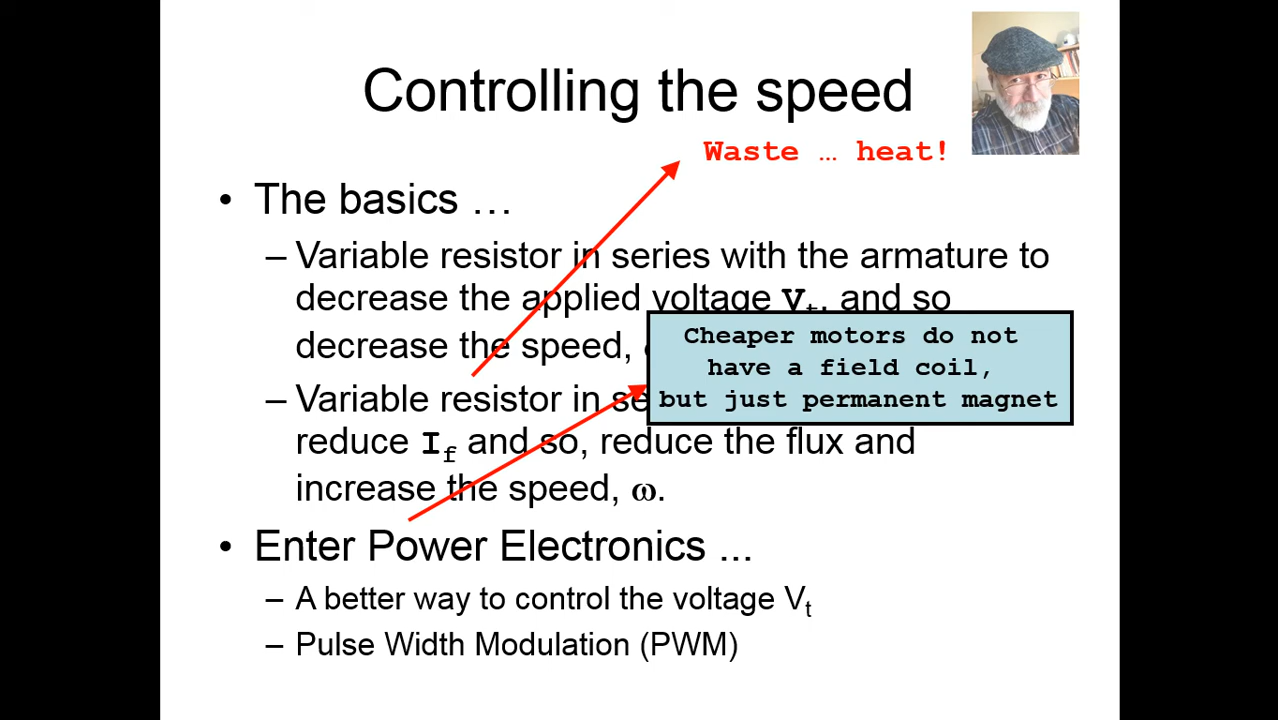 Controlling the speed
Waste … heat!
• The basics …
– Variable resistor in series with the armature to
decrease the applied voltage Vt, and so
decrease the speed,
Cheaper motors do not
have a field coil,
but just permanent magnet
– Variable resistor in
reduce If and so, reduce the flux and
increase the speed, ω.
• Enter Power Electronics ...
– A better way to control the voltage Vt
– Pulse Width Modulation (PWM)